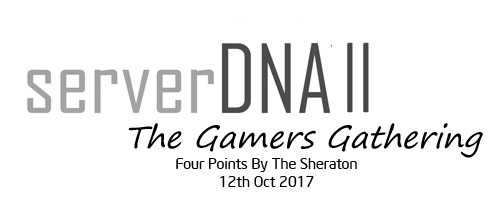 serverDNA II
The Gamers Gathering
Four Points By The Sheraton
12th Oct 2017